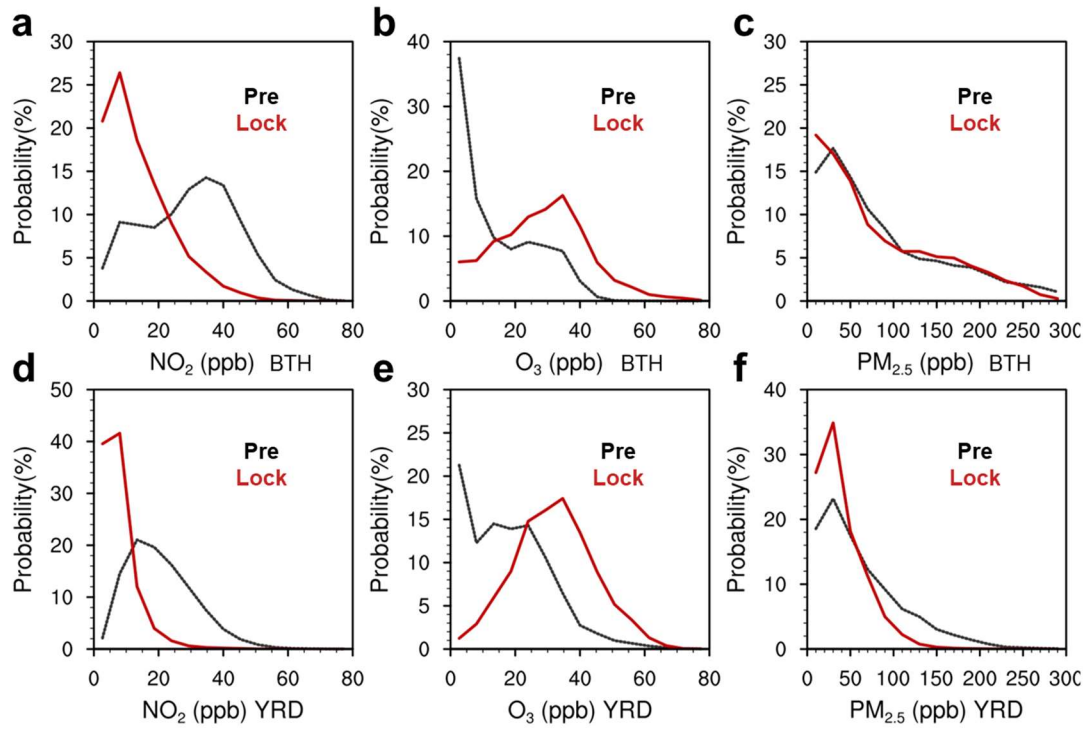 a
30
25
20
15
10
5
0
Probability(%)
Pre
Lock
0 20 40 60 80
NO2 (ppb) BTH
b
40
30
20
10
0
Probability(%)
Pre
Lock
0 20 40 60 80
O3 (ppb) BTH
c
30
25
20
15
10
5
0
Probability(%)
Pre
Lock
0 50 100 150 200 250 300
PM2.5 (ppb) BTH
d
50
40
30
20
10
0
Probability(%)
Pre
Lock
0 20 40 60 80
NO2 (ppb) YRD
e
30
25
20
15
10
5
0
Probability(%)
Pre
Lock
0 20 40 60 80
O3 (ppb) YRD
f
40
30
20
10
0
Probability(%)
Pre
Lock
0 50 100 150 200 250 300
PM2.5 (ppb) YRD